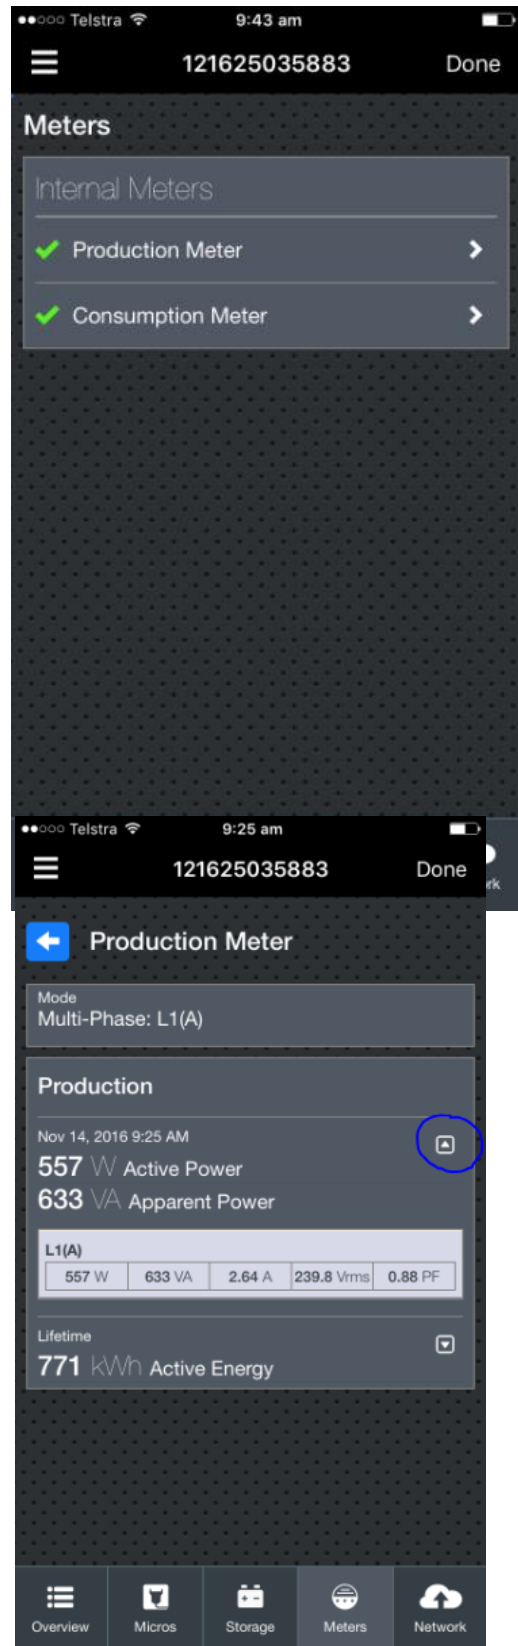 Telstra 9:43 am
121625035883 Done
Meters
Internal Meters
Production Meter
Consumption Meter
Telstra 9:25 am
121625035883 Done
rk
Production Meter
Mode
Multi-Phase: L1(A)
Production
Nov 14, 2016 9:25 AM
557 W Active Power
633 VA Apparent Power
L1(A)
557 W 633 VA 2.64 A 239.8 Vrms 0.88 PF
Lifetime
771 kWh Active Energy
Overview Micros Storage Meters Network